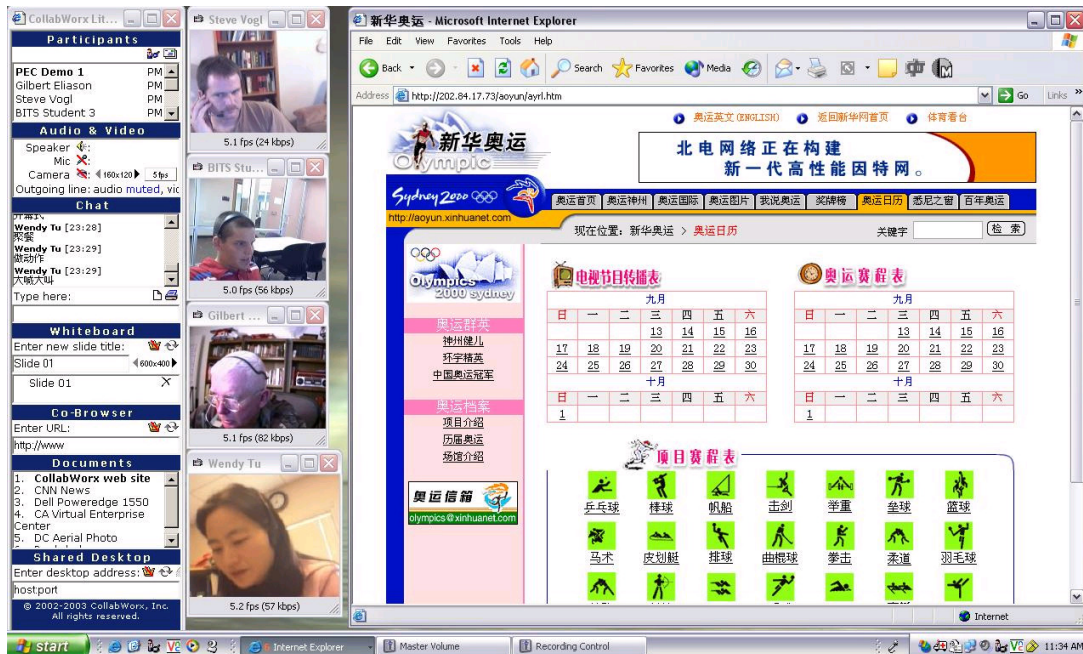 CollabWorx Lit...
Participants
PEC Demo 1 PM
Gilbert Eliason PM
Steve Vogl PM
BITS Student 3 PM
Audio & Video
Speaker
Mic
Camera 160x120 5fps
Outgoing line: audio muted, vic
Chat
开幕式
Wendy Tu [23:28]
聚餐
Wendy Tu [23:29]
做动作
Wendy Tu [23:29]
大喊大叫
Type here:
Whiteboard
Enter new slide title:
Slide 01 600x400
Slide 01 X
Co-Browser
Enter URL:
http://www
Documents
1. CollabWorx web site
2. CNN News
3. Dell Poweredge 1550
4. CA Virtual Enterprise
Center
5. DC Aerial Photo
Shared Desktop
Enter desktop address:
host:port
© 2002-2003 CollabWorx, Inc.
All rights reserved.
Steve Vogl
5.1 fps (24 kbps)
BITS Stu...
5.0 fps (56 kbps)
Gilbert ...
5.1 fps (82 kbps)
Wendy Tu
5.2 fps (57 kbps)
新华奥运 - Microsoft Internet Explorer
File Edit View Favorites Tools Help
Back Search Favorites Media
Address http://202.84.17.73/aoyun/ayrl.htm Go Links »
新华奥运
Olympic
奥运英文(ENGLISH) 返回新华网首页 体育看台
北电网络正在构建
新一代高性能因特网。
Sydney 2000
奥运首页 奥运神州 奥运国际 奥运图片 我说奥运 奖牌榜 奥运日历 悉尼之窗 百年奥运
http://aoyun.xinhuanet.com
现在位置：新华奥运 > 奥运日历 关键字 检 索
Olympics
2000 sydney
奥运群英
神州健儿
环宇精英
中国奥运冠军
奥运档案
项目介绍
历届奥运
场馆介绍
奥运信箱
olympics@xinhuanet.com
电视节目传播表
九月
日 一 二 三 四 五 六
13 14 15 16
17 18 19 20 21 22 23
24 25 26 27 28 29 30
十月
日 一 二 三 四 五 六
1
奥运赛程表
九月
日 一 二 三 四 五 六
13 14 15 16
17 18 19 20 21 22 23
24 25 26 27 28 29 30
十月
日 一 二 三 四 五 六
1
项目赛程表
乒乓球 棒球 帆船 击剑 举重 垒球 篮球
马术 皮划艇 排球 曲棍球 拳击 柔道 羽毛球
Internet
start 6 Internet Explorer Master Volume Recording Control 11:34 AM